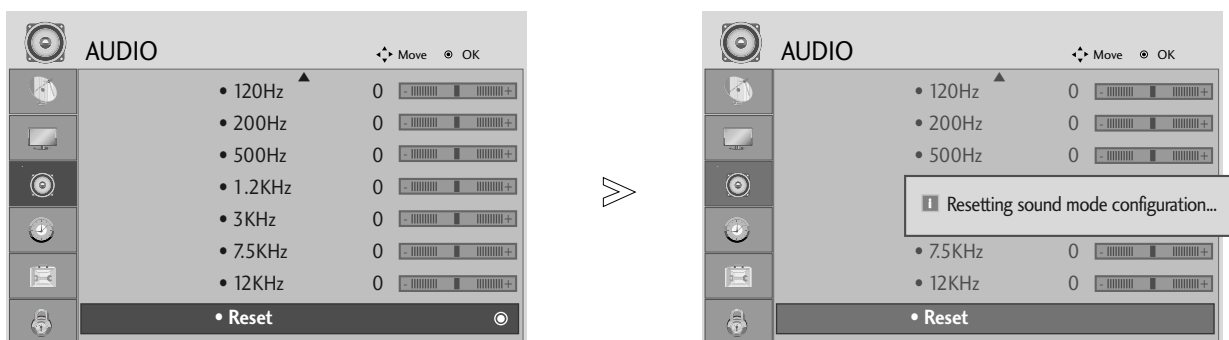 AUDIO
Move OK
• 120Hz 0 - +
• 200Hz 0 - +
• 500Hz 0 - +
• 1.2KHz 0 - +
• 3KHz 0 - +
• 7.5KHz 0 - +
• 12KHz 0 - +
• Reset
AUDIO
Move OK
• 120Hz 0 - +
• 200Hz 0 - +
• 500Hz 0 - +
i Resetting sound mode configuration...
• 7.5KHz 0 - +
• 12KHz 0 - +
• Reset